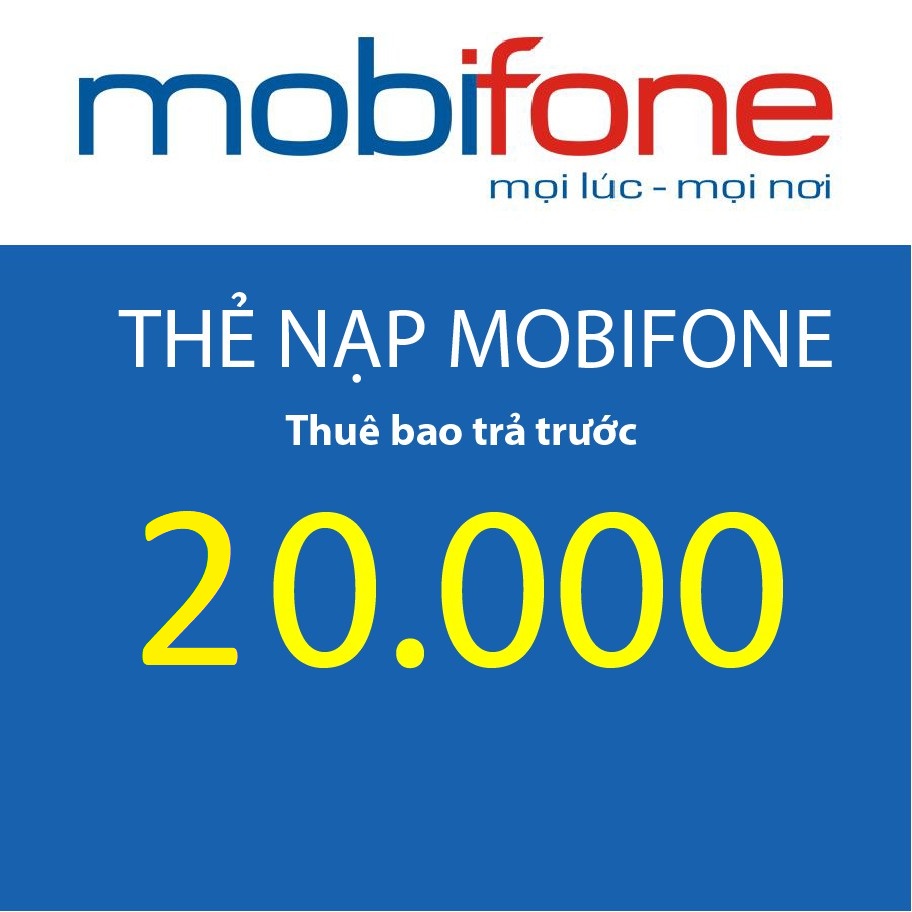 mobifone
mọi lúc - mọi nơi
THẺ NẠP MOBIFONE
Thuê bao trả trước
20.000